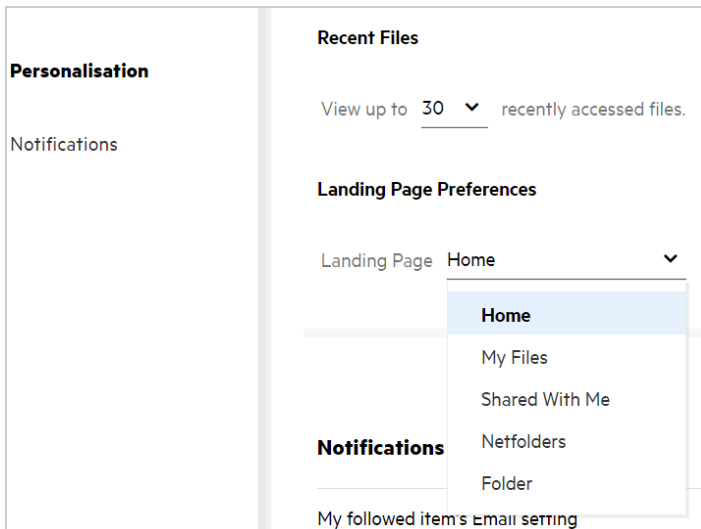 Personalisation
Notifications
Recent Files
View up to 30 recently accessed files.
Landing Page Preferences
Landing Page Home
Home
My Files
Shared With Me
Netfolders
Folder
Notifications
My followed item's Email setting